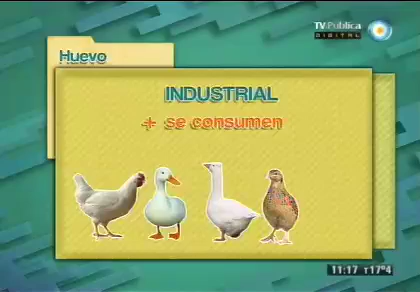 TV Pública
DIGITAL
Huevo
INDUSTRIAL
+ se consumen
11:17 T17°4